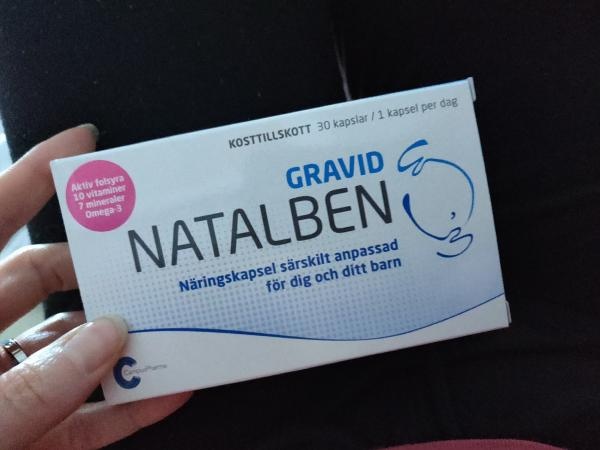 KOSTTILLSKOTT 30 kapslar / 1 kapsel per dag
Aktiv folsyra
10 vitaminer
7 mineraler
Omega-3
GRAVID
NATALBEN
Näringskapsel särskilt anpassad
för dig och ditt barn
CampusPharma